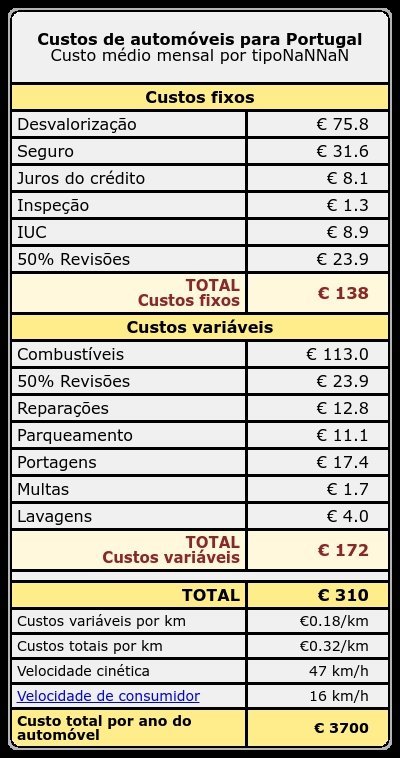 Custos de automóveis para Portugal
Custo médio mensal por tipoNaNNaN
Custos fixos
Desvalorização € 75.8
Seguro € 31.6
Juros do crédito € 8.1
Inspeção € 1.3
IUC € 8.9
50% Revisões € 23.9
TOTAL
Custos fixos € 138
Custos variáveis
Combustíveis € 113.0
50% Revisões € 23.9
Reparações € 12.8
Parqueamento € 11.1
Portagens € 17.4
Multas € 1.7
Lavagens € 4.0
TOTAL
Custos variáveis € 172
TOTAL € 310
Custos variáveis por km €0.18/km
Custos totais por km €0.32/km
Velocidade cinética 47 km/h
Velocidade de consumidor 16 km/h
Custo total por ano do
automóvel € 3700